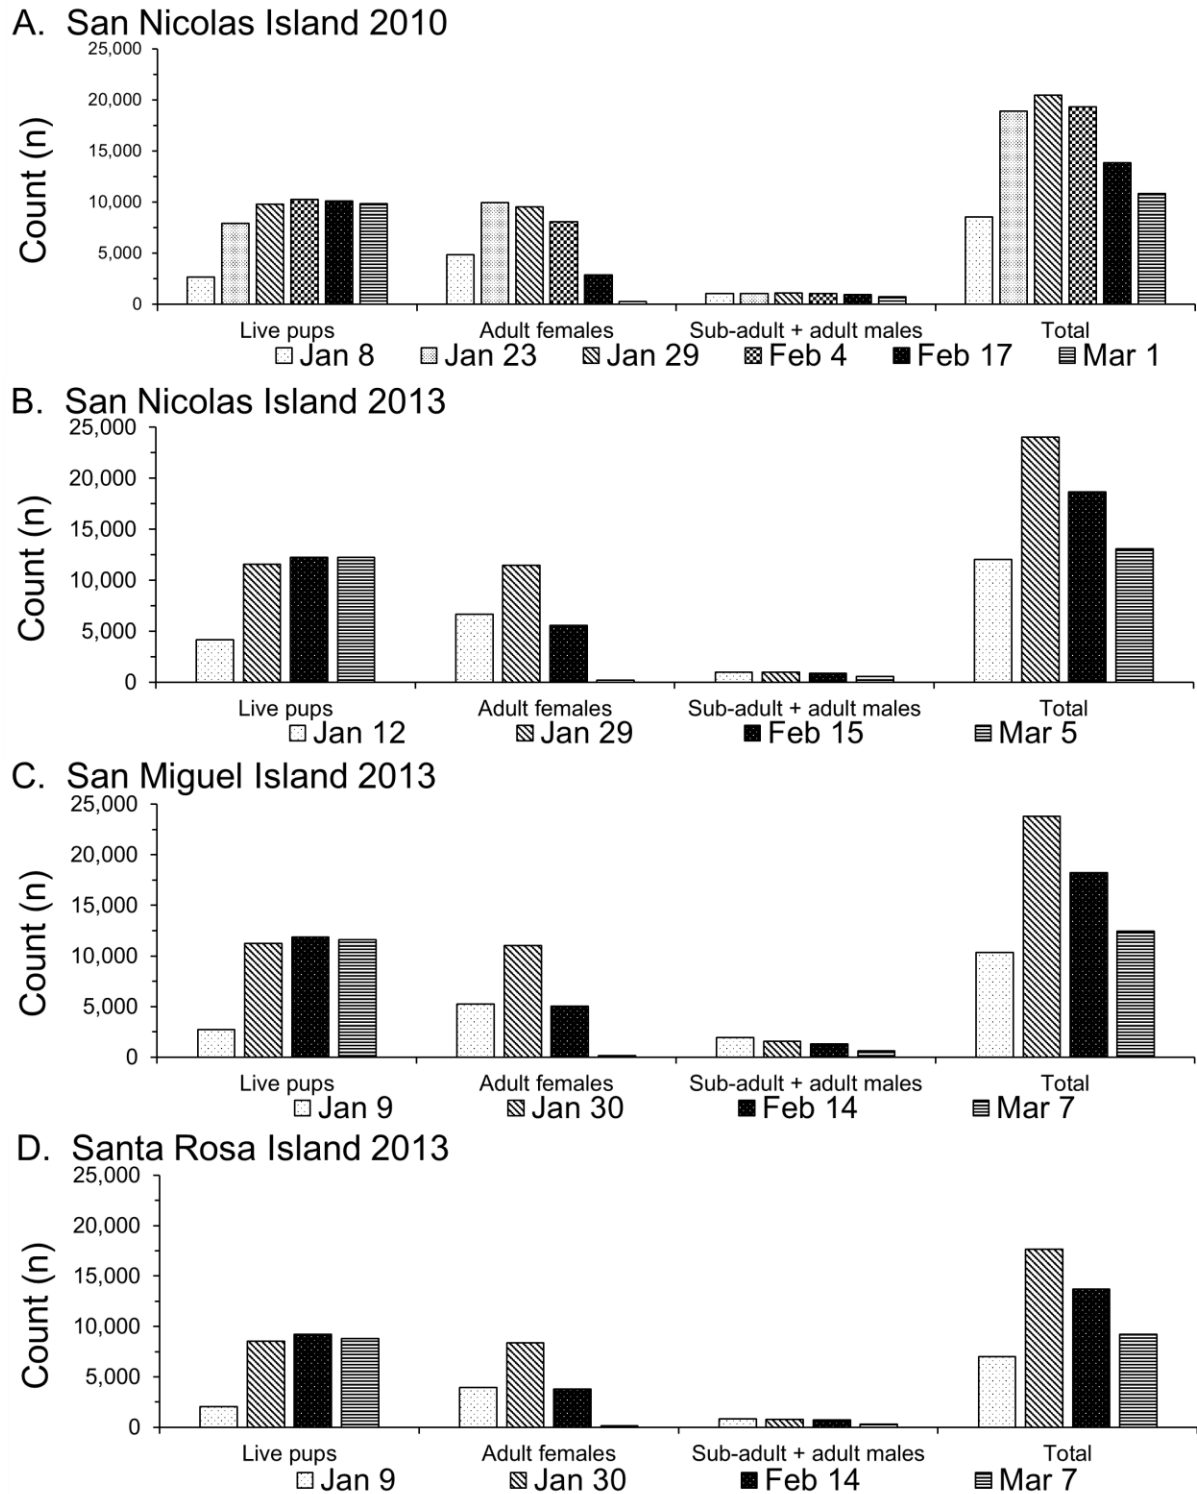 A. San Nicolas Island 2010
25,000
20,000
15,000
10,000
5,000
0
Count (n)
Live pups Adult females Sub-adult + adult males Total
Jan 8 Jan 23 Jan 29 Feb 4 Feb 17 Mar 1
B. San Nicolas Island 2013
25,000
20,000
15,000
10,000
5,000
0
Count (n)
Live pups Adult females Sub-adult + adult males Total
Jan 12 Jan 29 Feb 15 Mar 5
C. San Miguel Island 2013
25,000
20,000
15,000
10,000
5,000
0
Count (n)
Live pups Adult females Sub-adult + adult males Total
Jan 9 Jan 30 Feb 14 Mar 7
D. Santa Rosa Island 2013
25,000
20,000
15,000
10,000
5,000
0
Count (n)
Live pups Adult females Sub-adult + adult males Total
Jan 9 Jan 30 Feb 14 Mar 7